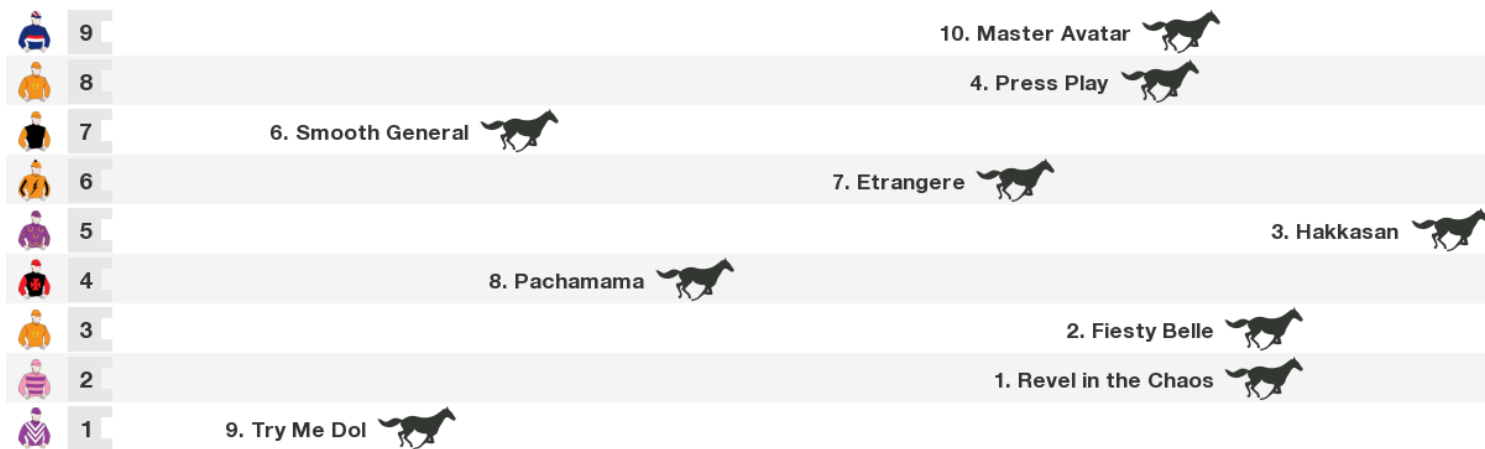 9 10. Master Avatar
8 4. Press Play
7 6. Smooth General
6 7. Etrangere
5 3. Hakkasan
4 8. Pachamama
3 2. Fiesty Belle
2 1. Revel in the Chaos
1 9. Try Me Dol